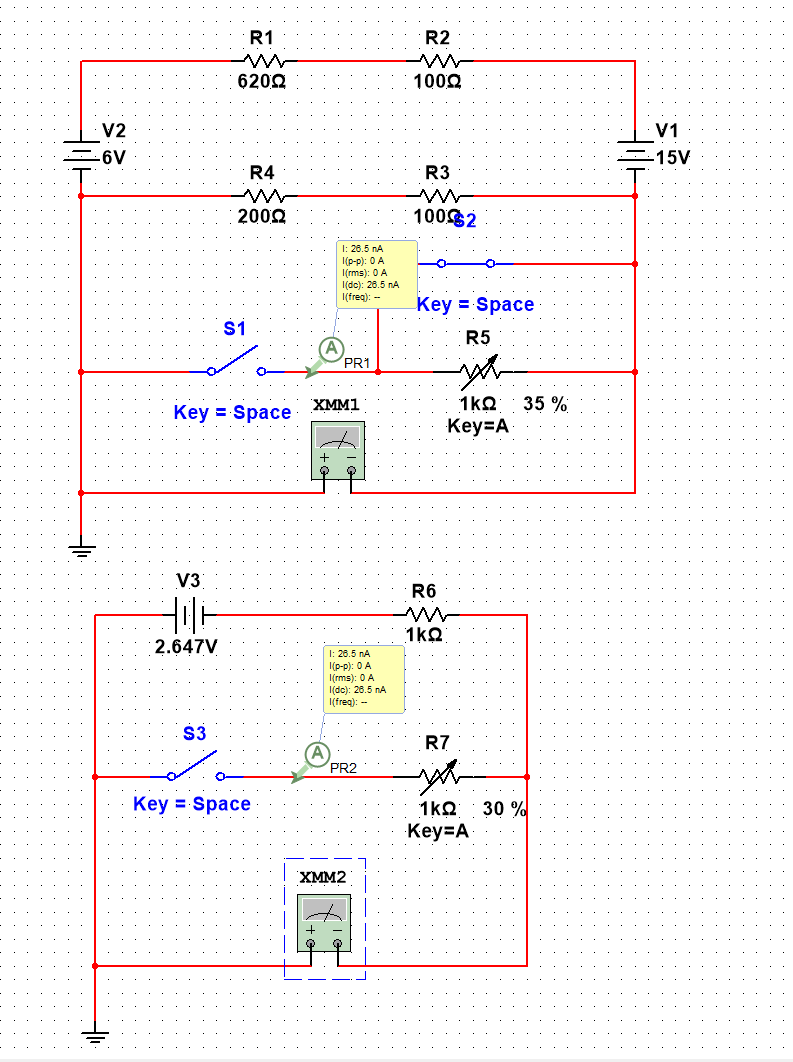 R1
R2
620Ω
100Ω
V2
V1
6V
15V
R4
R3
200Ω
100Ω
S2
I: 26.5 nA
I(p-p): 0 A
I(rms): 0 A
I(dc): 26.5 nA
I(freq): --
Key = Space
S1
R5
A
PR1
1kΩ 35 %
Key = Space
XMM1
Key=A
+ −
V3
R6
2.647V
1kΩ
I: 26.5 nA
I(p-p): 0 A
I(rms): 0 A
I(dc): 26.5 nA
I(freq): --
S3
R7
A
PR2
Key = Space
1kΩ 30 %
Key=A
XMM2
+ −